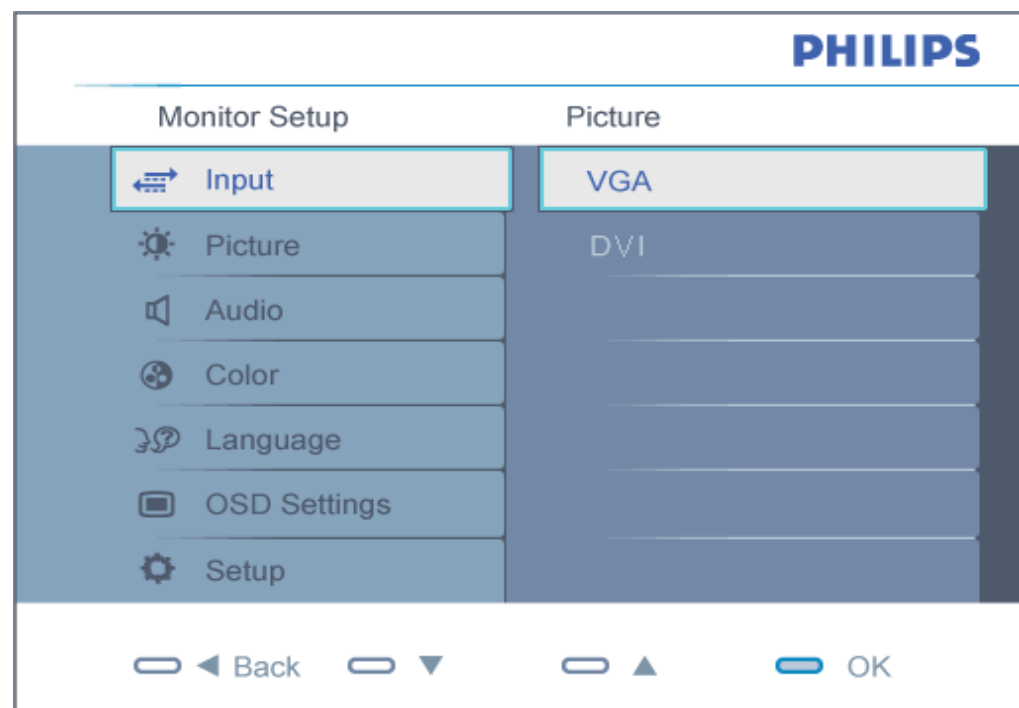 PHILIPS
Monitor Setup Picture
Input VGA
Picture DVI
Audio
Color
Language
OSD Settings
Setup
Back OK